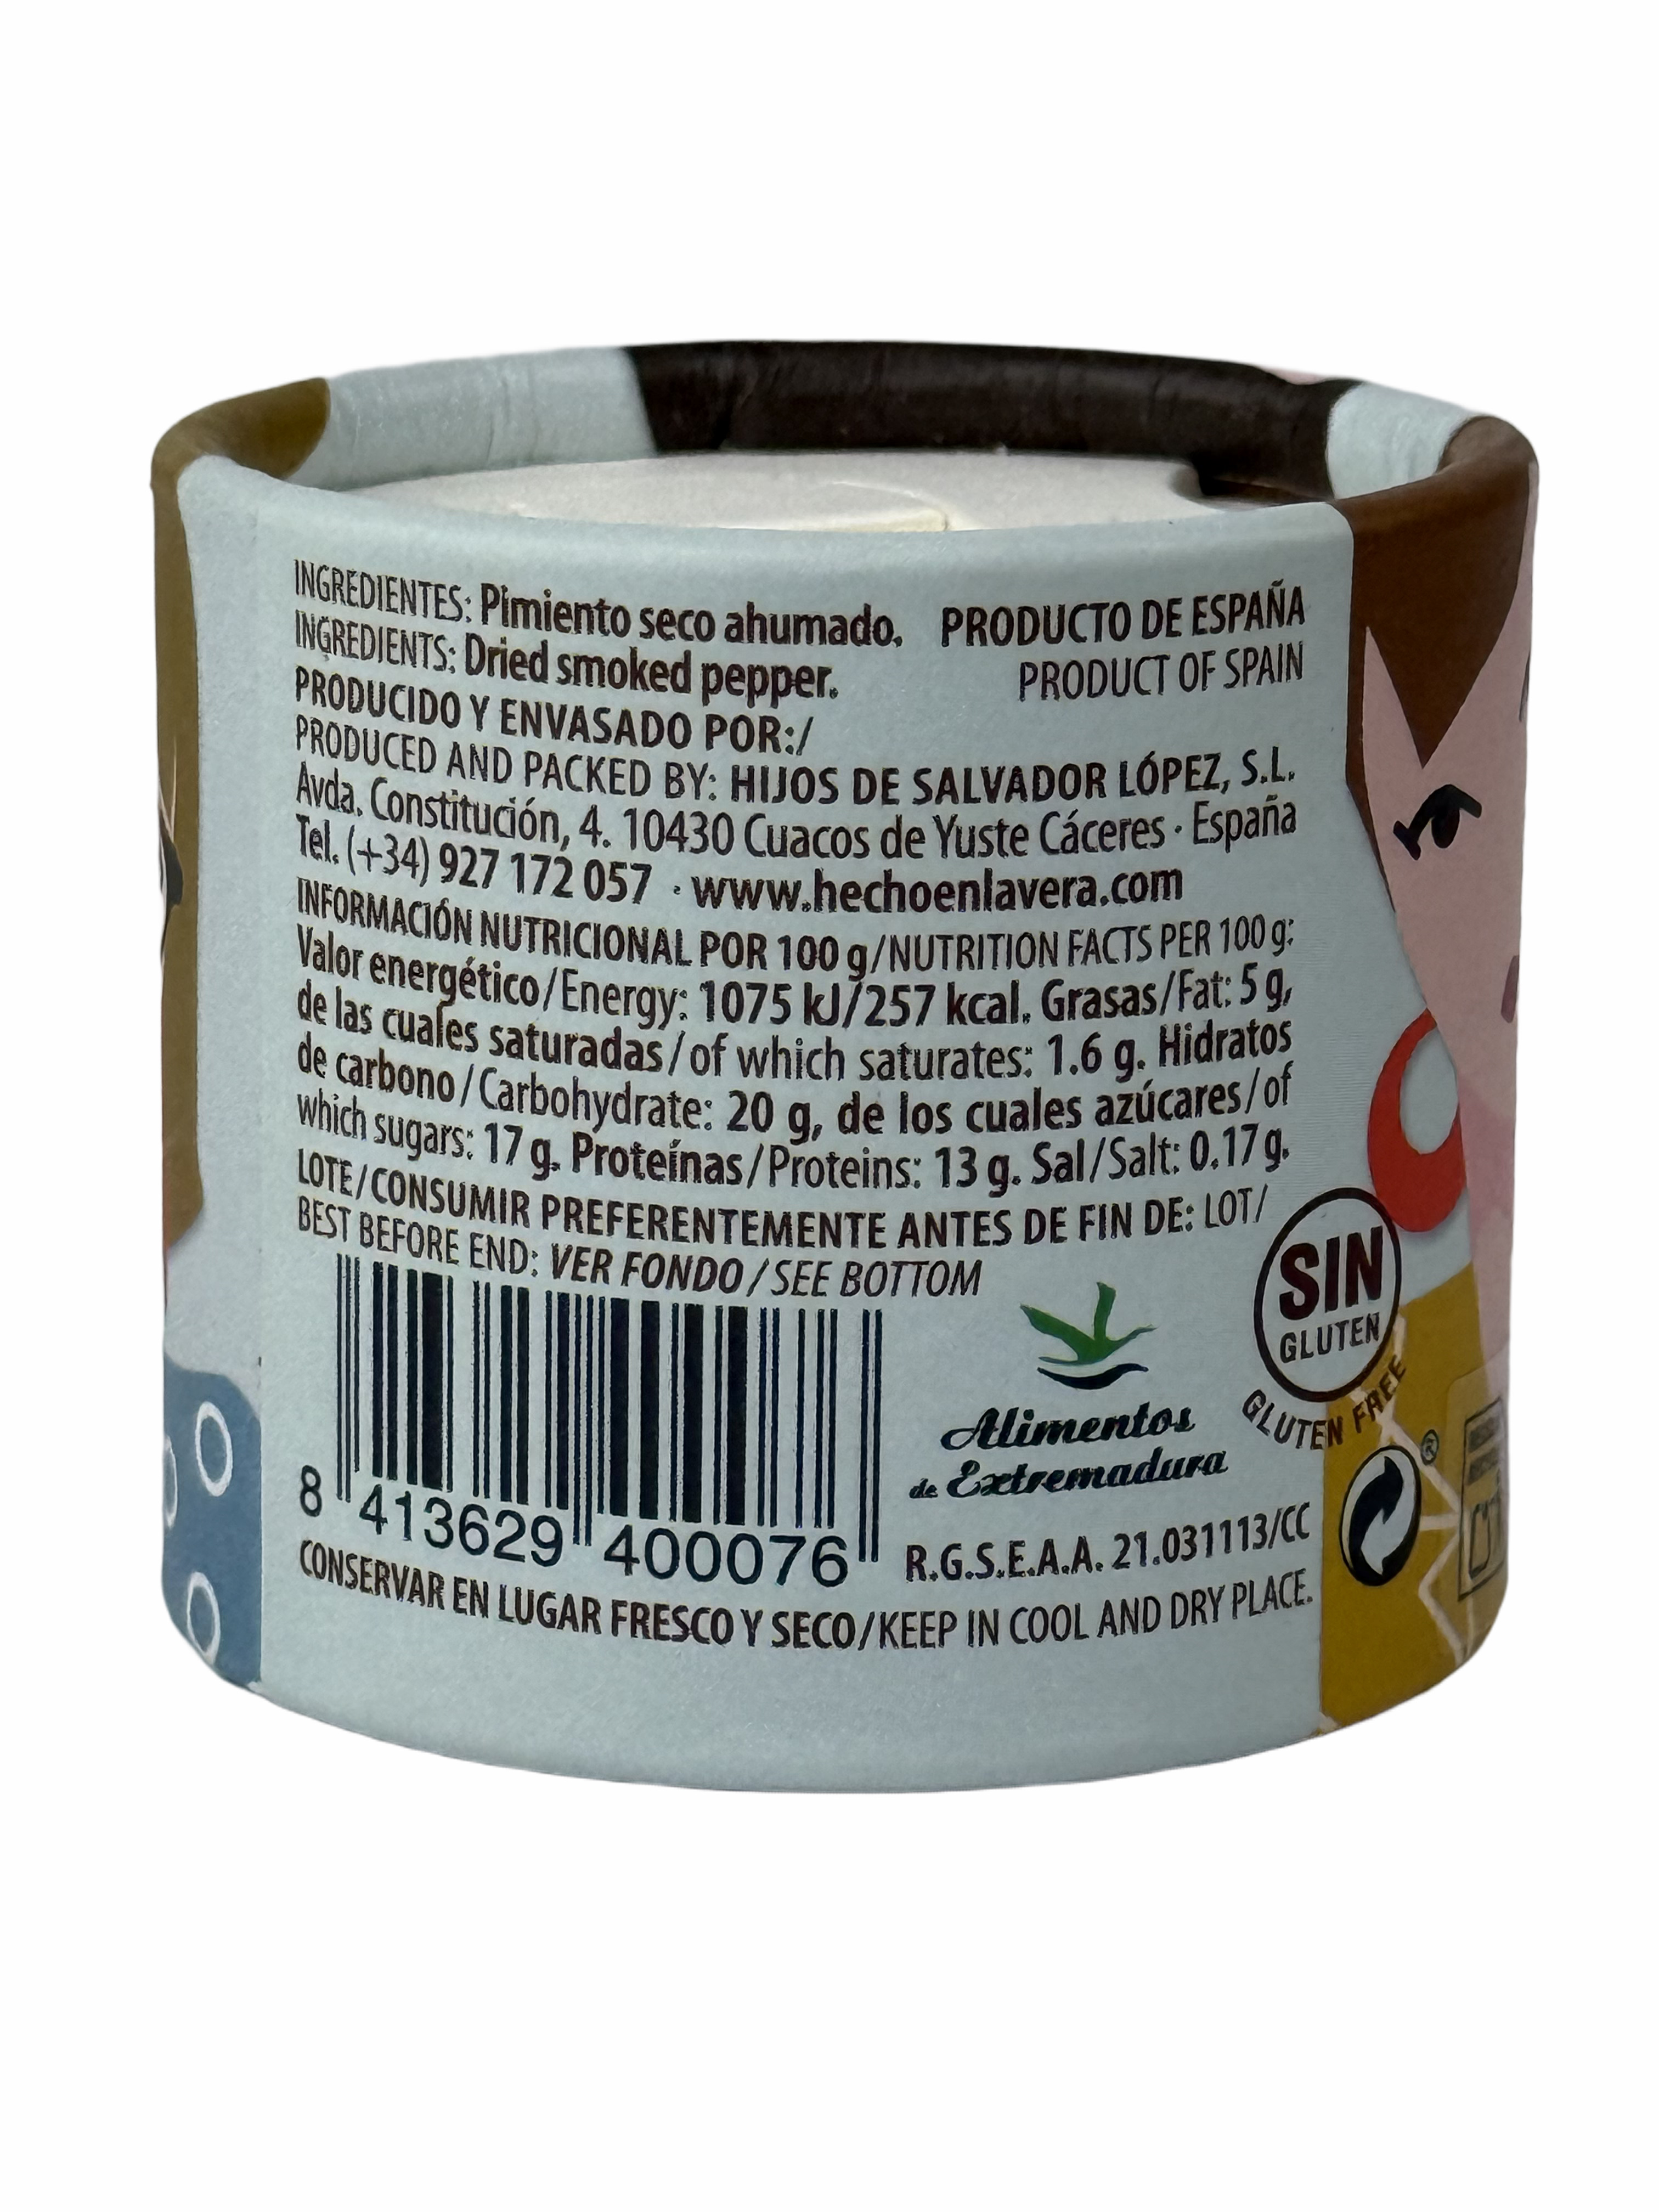 INGREDIENTES: Pimiento seco ahumado. PRODUCTO DE ESPAÑA
INGREDIENTS: Dried smoked pepper. PRODUCT OF SPAIN
PRODUCIDO Y ENVASADO POR:/
PRODUCED AND PACKED BY: HIJOS DE SALVADOR LÓPEZ, S.L.
Avda. Constitución, 4. 10430 Cuacos de Yuste Cáceres · España
Tel. (+34) 927 172 057 · www.hechoenlavera.com
INFORMACIÓN NUTRICIONAL POR 100 g/NUTRITION FACTS PER 100 g:
Valor energético/Energy: 1075 kJ/257 kcal. Grasas/Fat: 5 g,
de las cuales saturadas/of which saturates: 1.6 g. Hidratos
de carbono/Carbohydrate: 20 g, de los cuales azúcares/of
which sugars: 17 g. Proteínas/Proteins: 13 g. Sal/Salt: 0.17 g.
LOTE/CONSUMIR PREFERENTEMENTE ANTES DE FIN DE: LOT/
BEST BEFORE END: VER FONDO/SEE BOTTOM
SIN
GLUTEN
GLUTEN FREE
Alimentos
de Extremadura
®
8 413629 400076
R.G.S.E.A.A. 21.031113/CC
CONSERVAR EN LUGAR FRESCO Y SECO/KEEP IN COOL AND DRY PLACE.